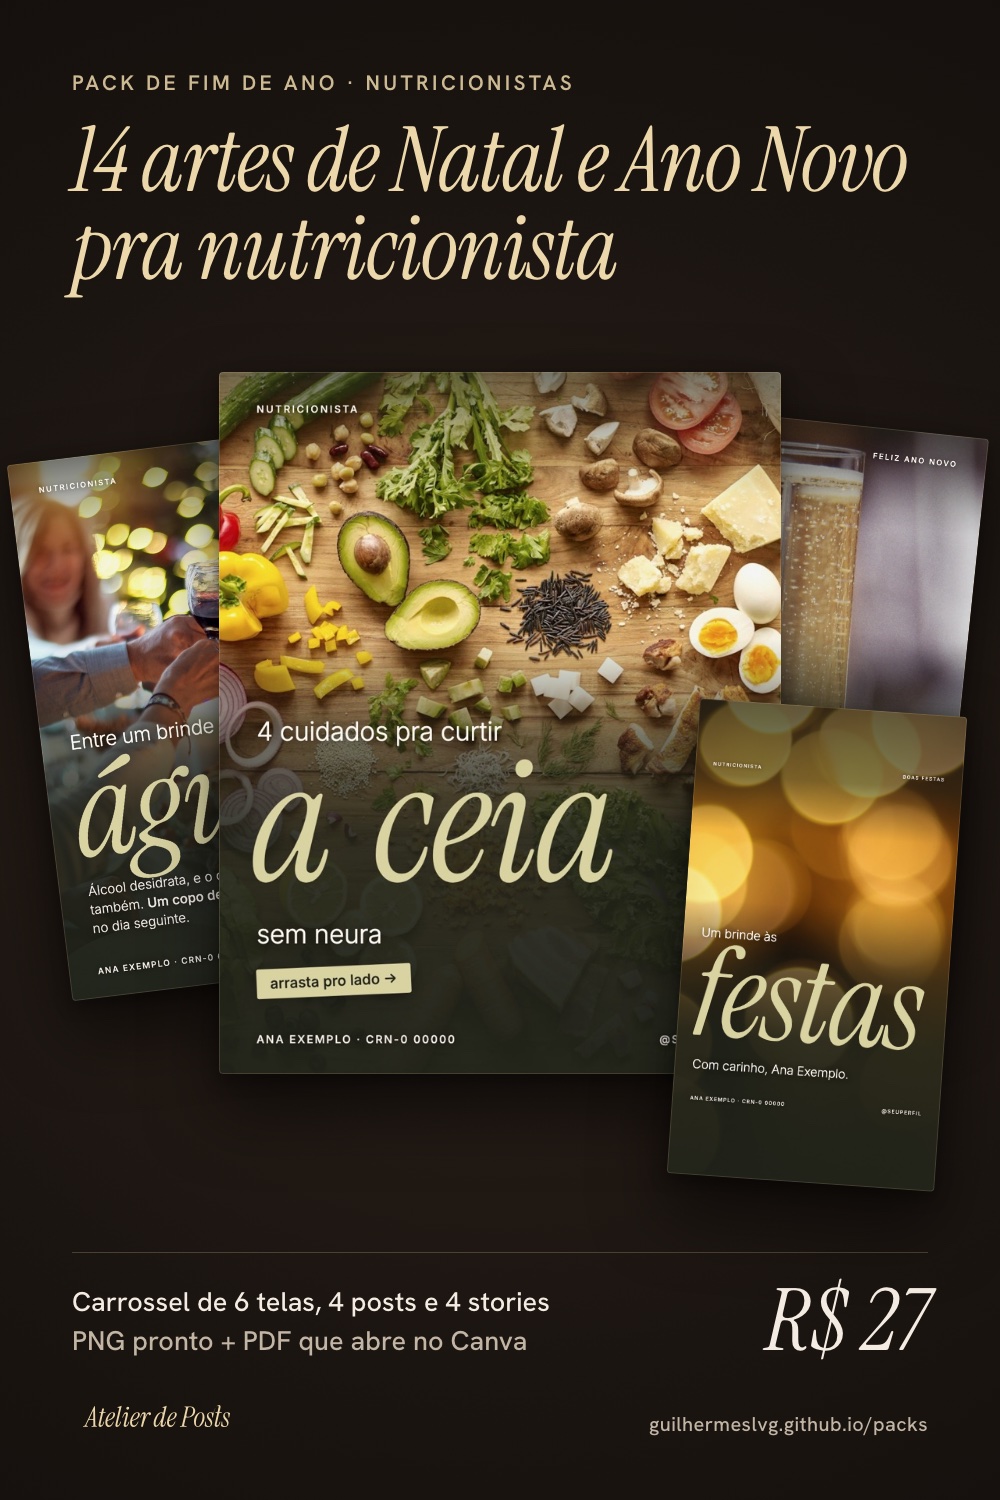 PACK DE FIM DE ANO · NUTRICIONISTAS
14 artes de Natal e Ano Novo
pra nutricionista
NUTRICIONISTA
4 cuidados pra curtir
a ceia
sem neura
arrasta pro lado →
ANA EXEMPLO · CRN-0 00000
NUTRICIONISTA
Entre um brinde
Álcool desidrata, e o
também. Um copo
no dia seguinte.
ANA EXEMPLO · CRN-0
FELIZ ANO NOVO
NUTRICIONISTA
BOAS FESTAS
Um brinde às
festas
Com carinho, Ana Exemplo.
ANA EXEMPLO · CRN-0 00000
@SEUPERFIL
Carrossel de 6 telas, 4 posts e 4 stories
PNG pronto + PDF que abre no Canva
R$ 27
Atelier de Posts
guilhermeslvg.github.io/packs